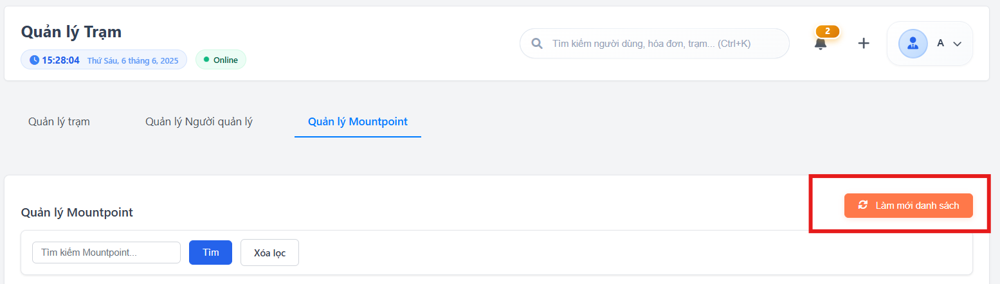 Quản lý Trạm
Tìm kiếm người dùng, hóa đơn, trạm... (Ctrl+K)
2
A
15:28:04 Thứ Sáu, 6 tháng 6, 2025
Online
Quản lý trạm
Quản lý Người quản lý
Quản lý Mountpoint
Quản lý Mountpoint
Làm mới danh sách
Tìm kiếm Mountpoint...
Tìm
Xóa lọc